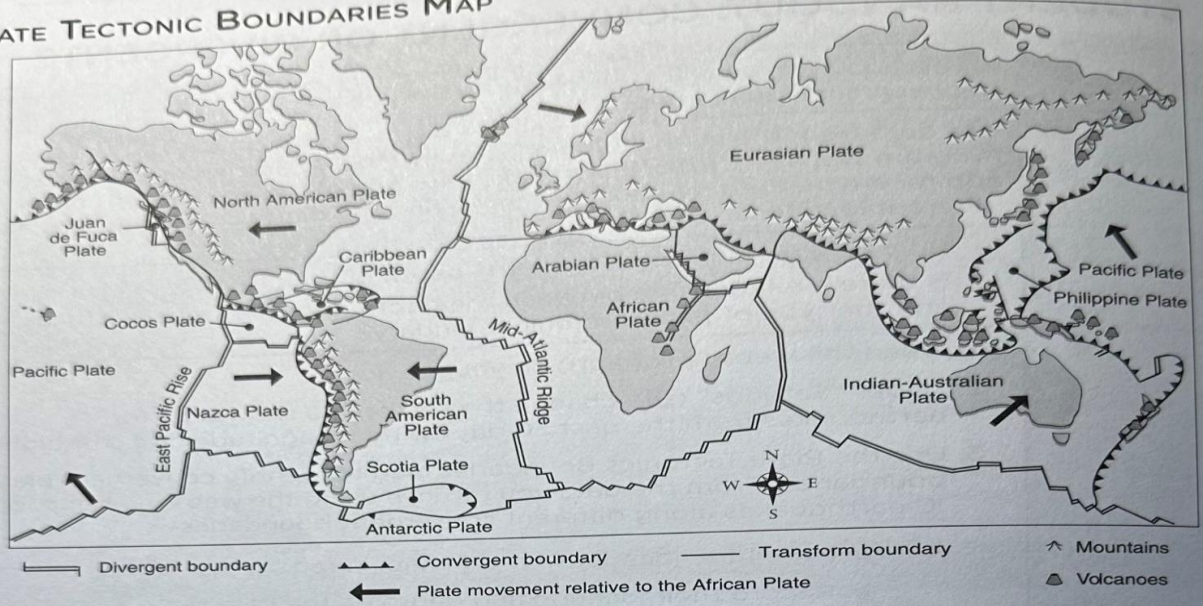 ATE TECTONIC BOUNDARIES MAP
Eurasian Plate
North American Plate
Juan
de Fuca
Plate
Caribbean
Plate
Arabian Plate
Pacific Plate
Philippine Plate
African
Plate
Cocos Plate
Mid-Atlantic Ridge
Pacific Plate
East Pacific Rise
Nazca Plate
South
American
Plate
Indian-Australian
Plate
Scotia Plate
Antarctic Plate
N
W
E
S
Divergent boundary
Convergent boundary
Transform boundary
Mountains
Plate movement relative to the African Plate
Volcanoes